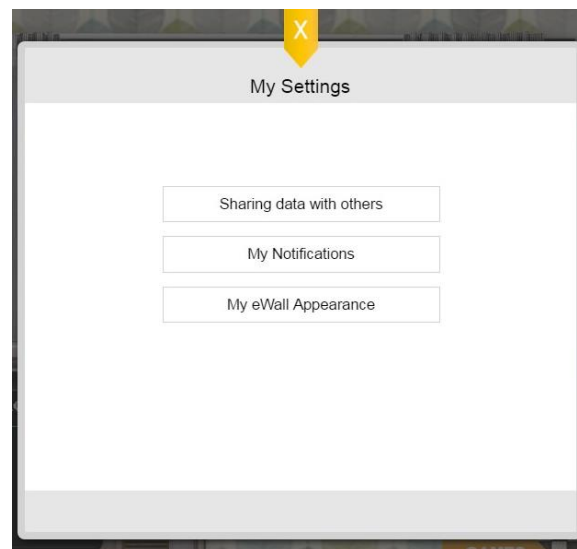 X
My Settings
Sharing data with others
My Notifications
My eWall Appearance